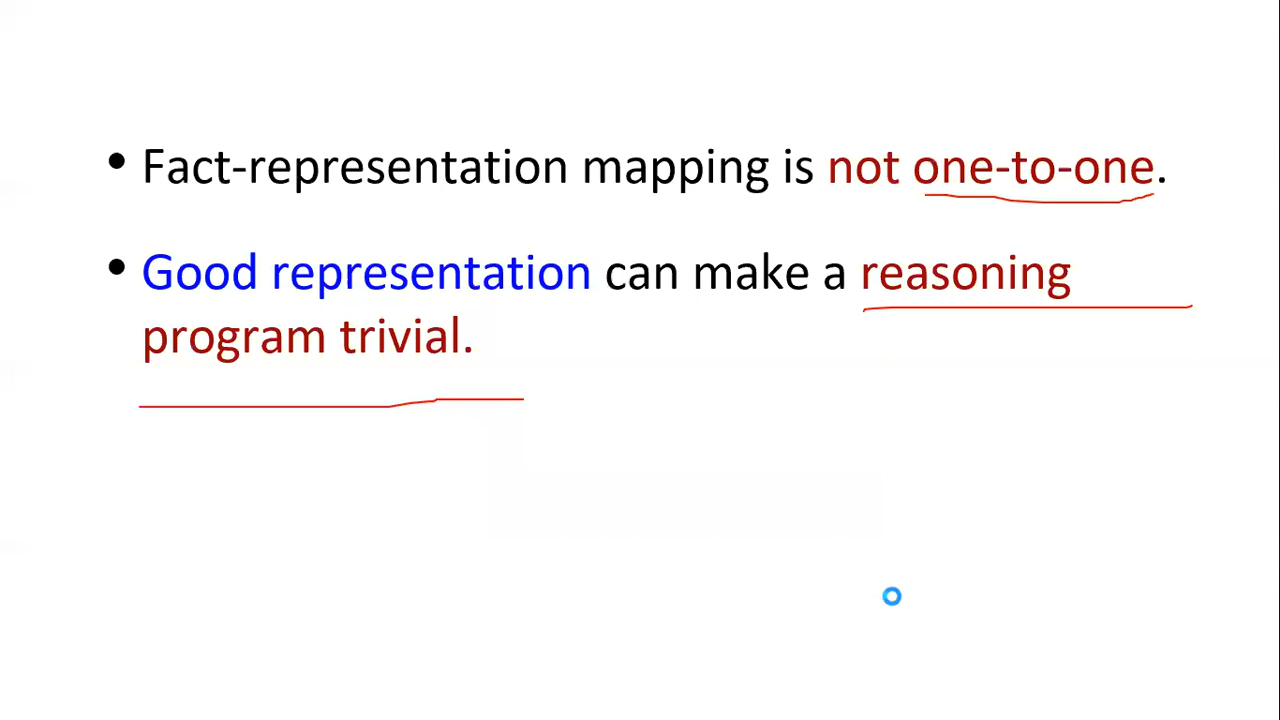 • Fact-representation mapping is not one-to-one.
• Good representation can make a reasoning
program trivial.